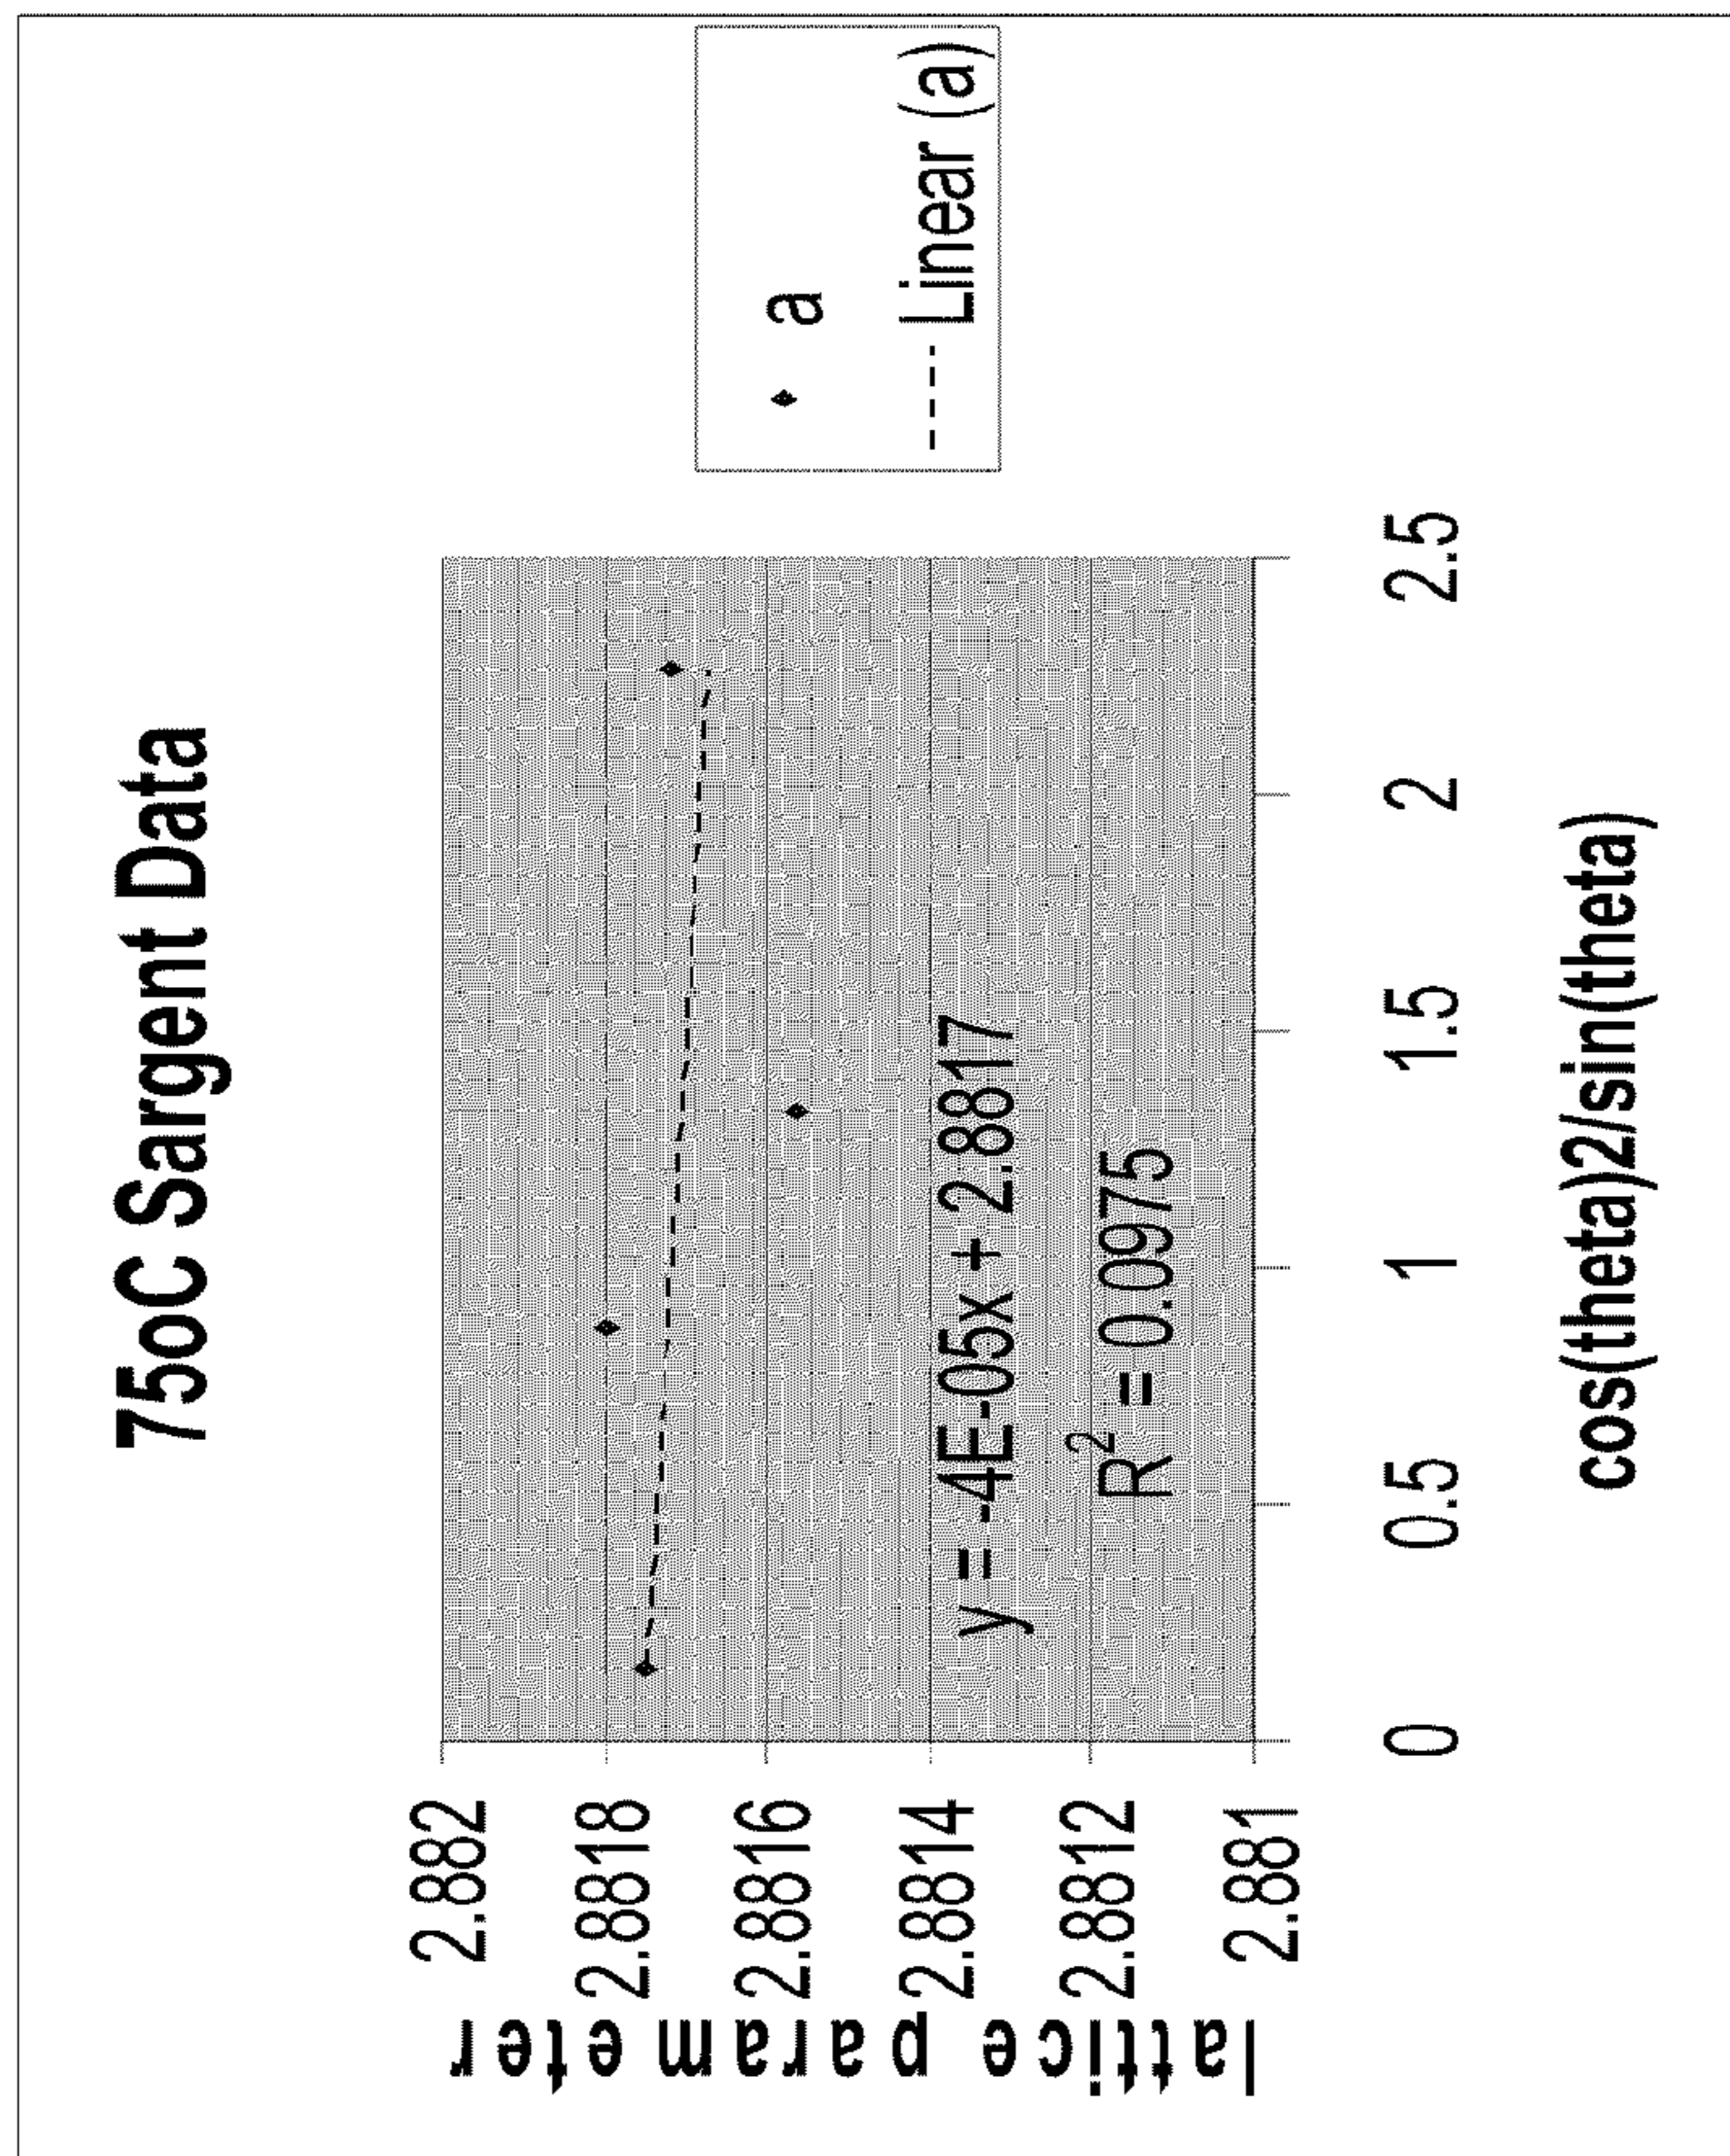 75oC Sargent Data
lattice parameter
2.882
2.8818
2.8816
2.8814
2.8812
2.881
y = -4E-05x + 2.8817
R² = 0.0975
0
0.5
1
1.5
2
2.5
cos(theta)2/sin(theta)
a
Linear (a)